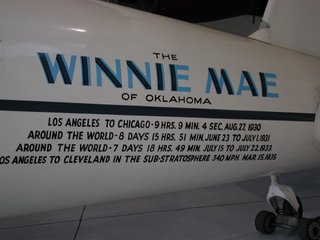 THE
WINNIE MAE
OF OKLAHOMA
LOS ANGELES TO CHICAGO-9 HRS. 9 MIN. 4 SEC. AUG. 27, 1930
AROUND THE WORLD-8 DAYS 15 HRS. 51 MIN. JUNE 23 TO JULY 1, 1931
AROUND THE WORLD-7 DAYS 18 HRS. 49 MIN. JULY 15 TO JULY 22, 1933
LOS ANGELES TO CLEVELAND IN THE SUB-STRATOSPHERE 340 MPH. MAR. 15, 1935